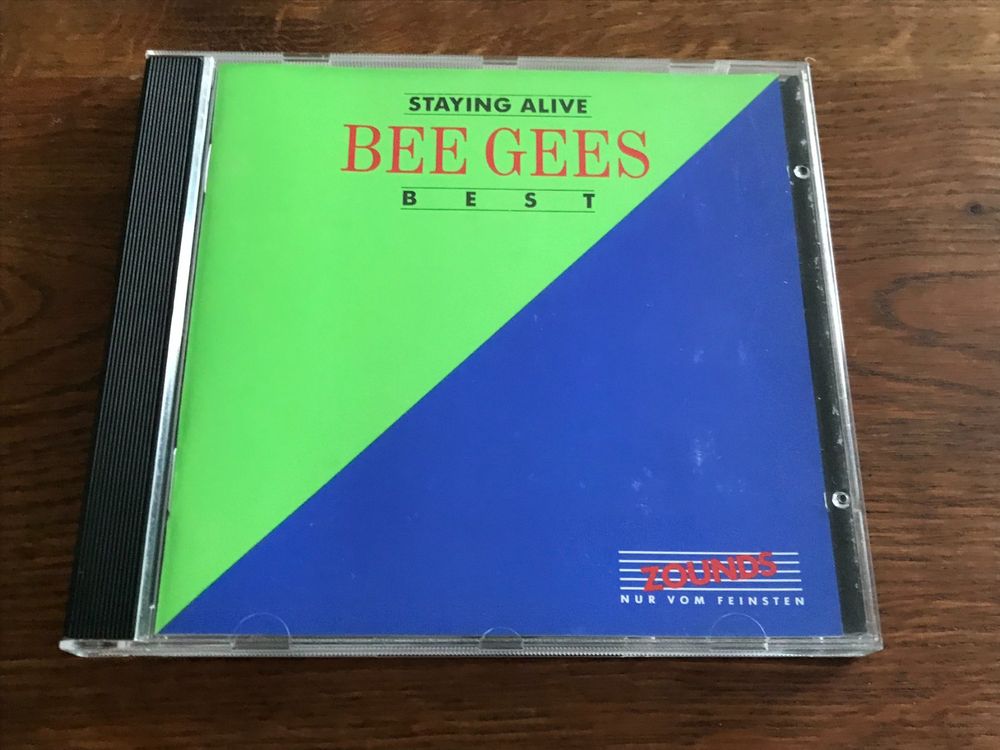 STAYING ALIVE
BEE GEES
BEST
ZOUNDS
NUR VOM FEINSTEN